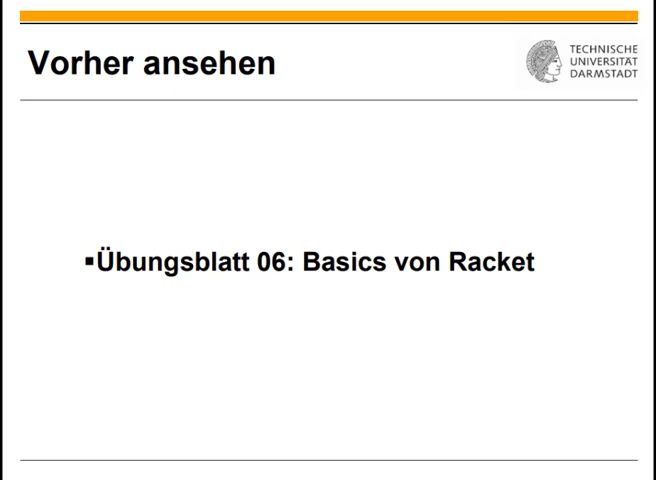 Vorher ansehen
TECHNISCHE
UNIVERSITÄT
DARMSTADT
▪Übungsblatt 06: Basics von Racket